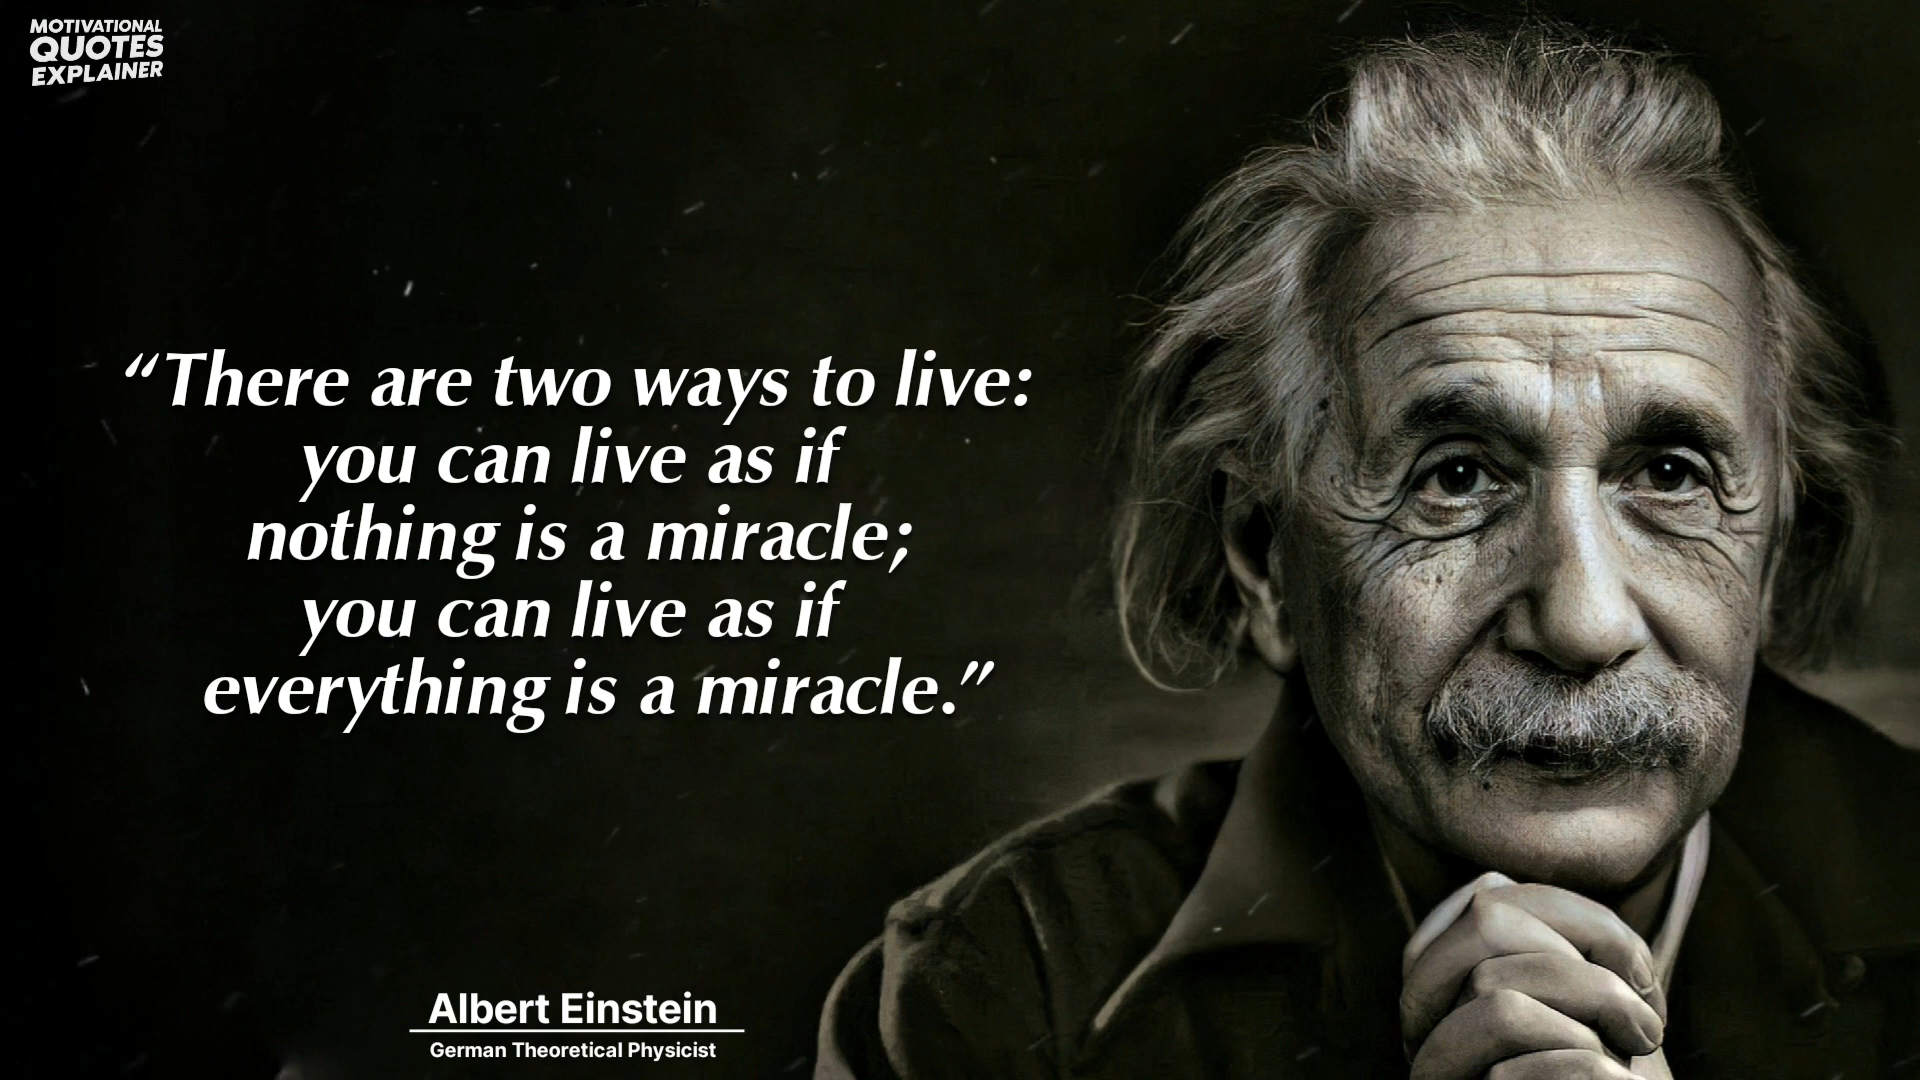 MOTIVATIONAL
QUOTES
EXPLAINER
“There are two ways to live:
you can live as if
nothing is a miracle;
you can live as if
everything is a miracle.”
Albert Einstein
German Theoretical Physicist